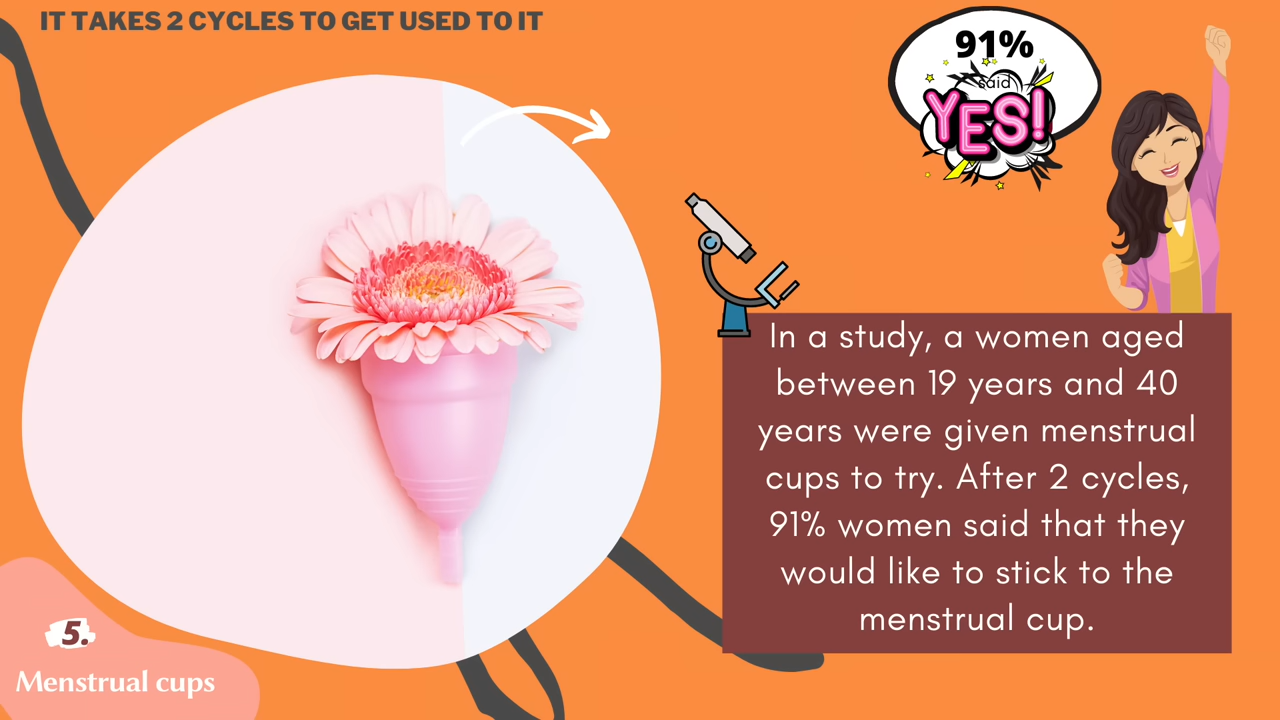 IT TAKES 2 CYCLES TO GET USED TO IT
91%
said
YES!
In a study, a women aged
between 19 years and 40
years were given menstrual
cups to try. After 2 cycles,
91% women said that they
would like to stick to the
menstrual cup.
5.
Menstrual cups